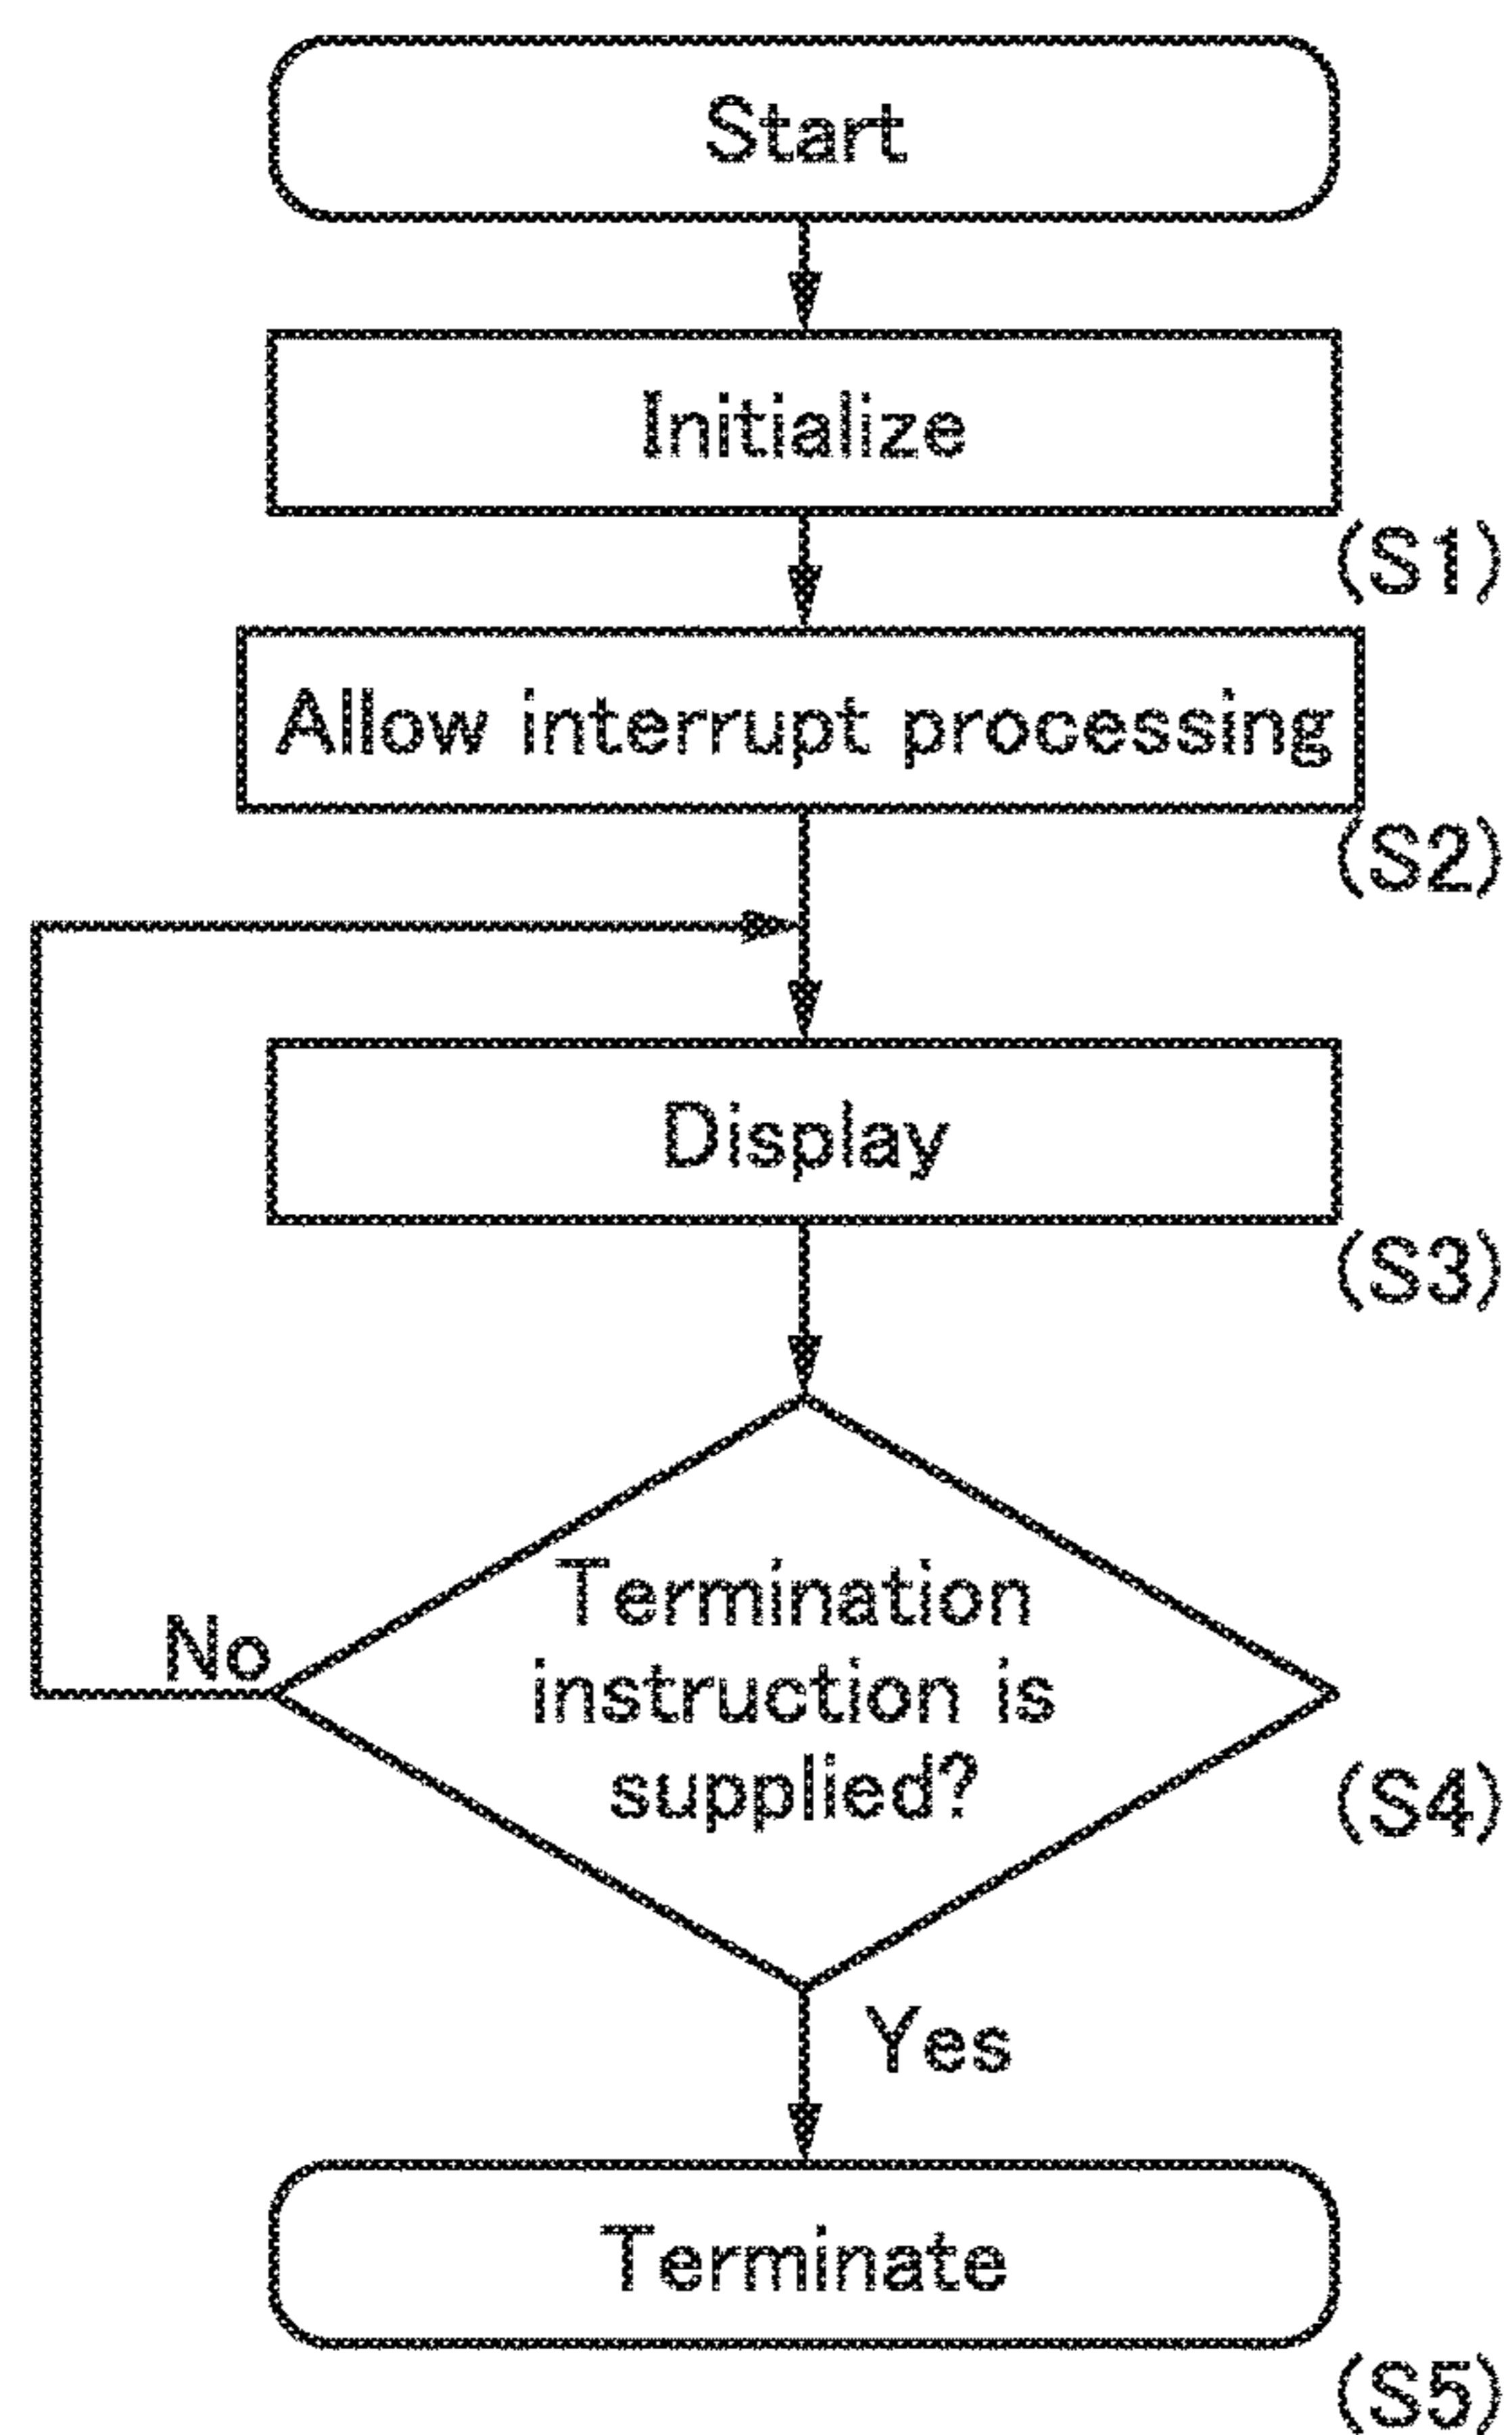 Start
Initialize
(S1)
Allow interrupt processing
(S2)
Display
(S3)
Termination
instruction is
supplied?
No
(S4)
Yes
Terminate
(S5)